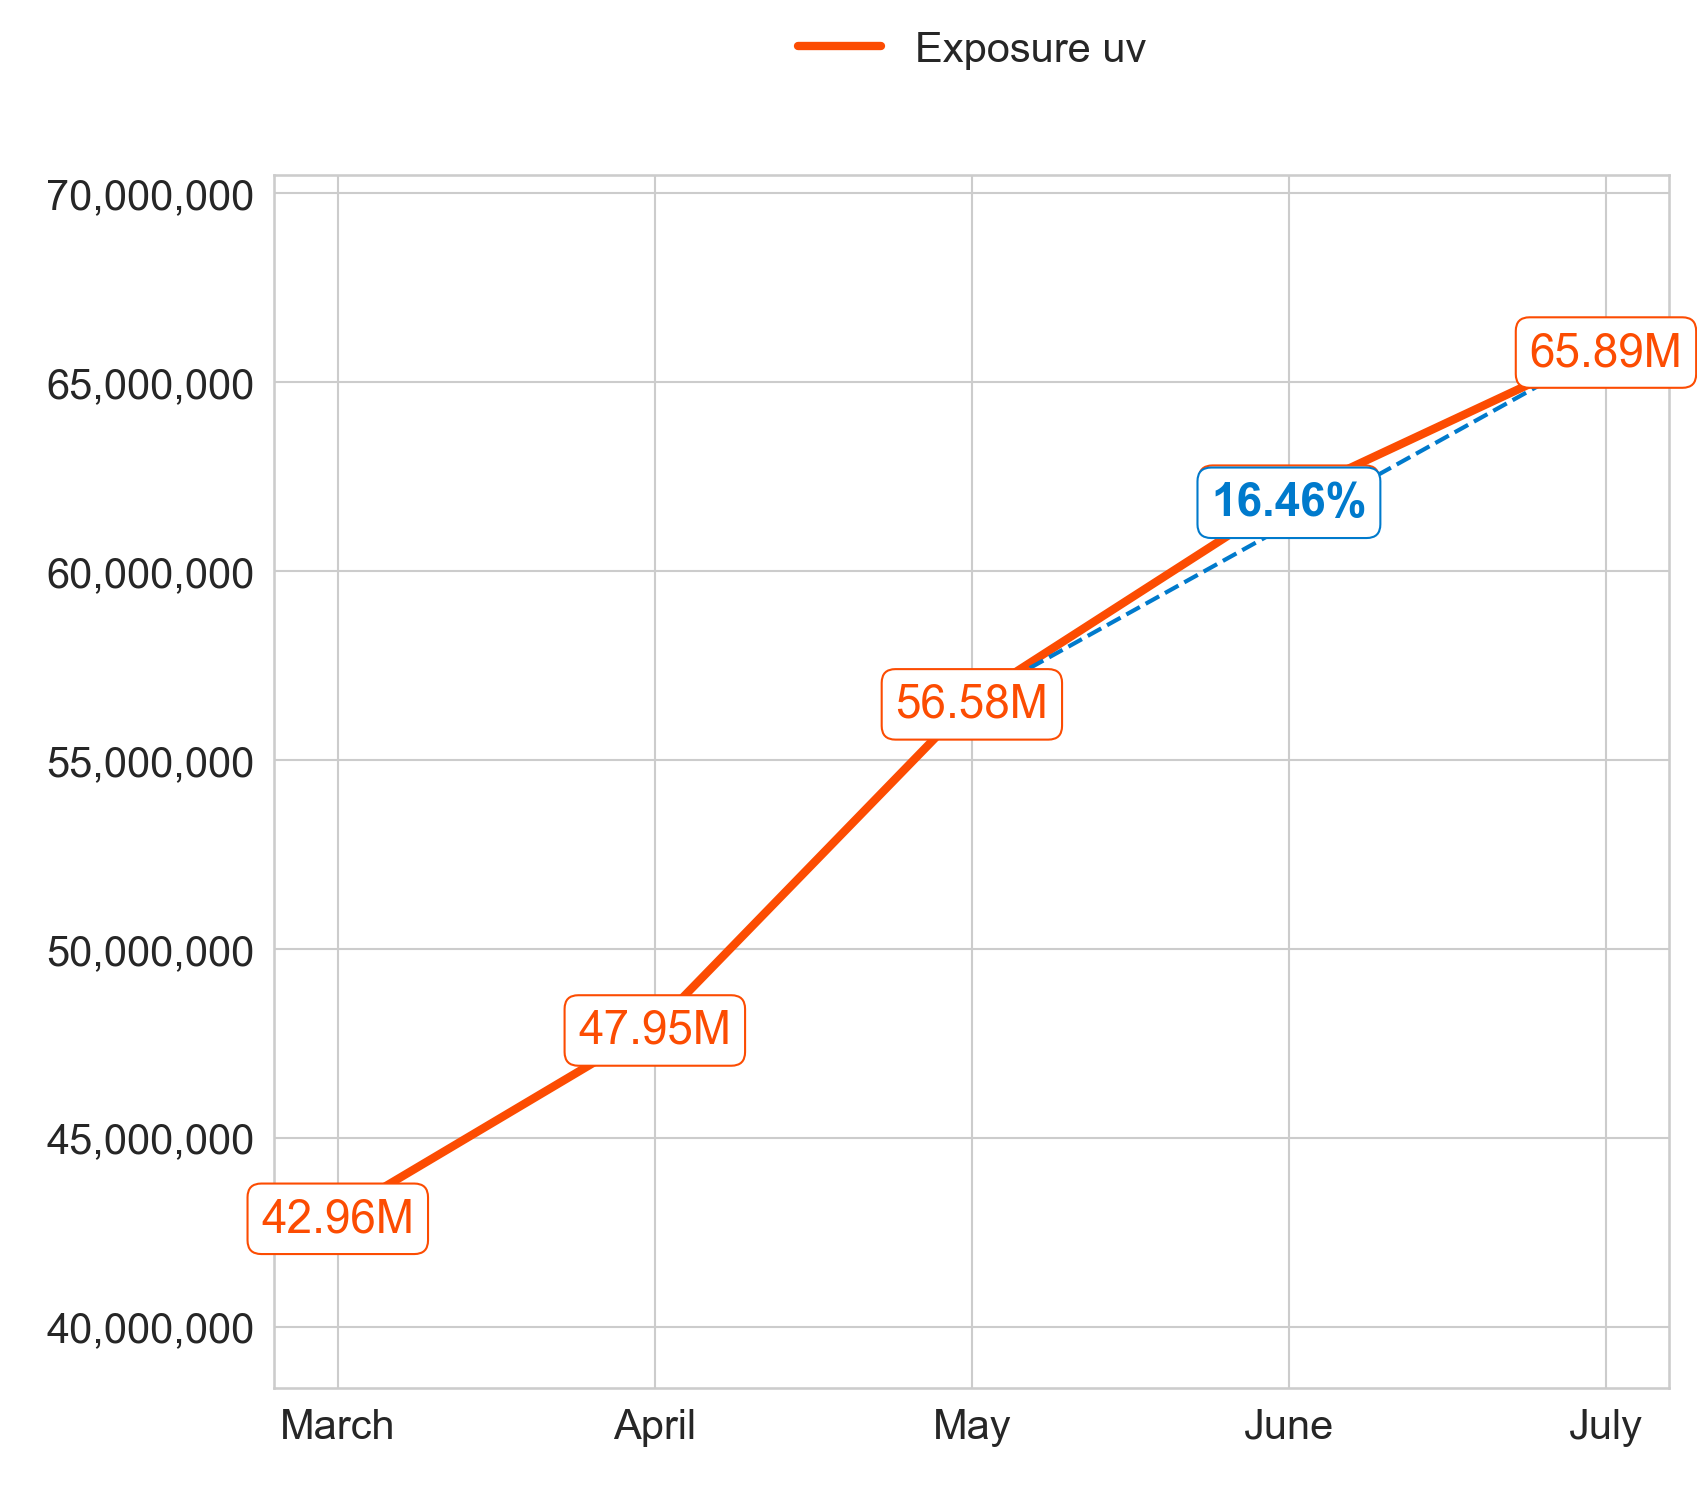 Exposure uv
70,000,000
65,000,000
60,000,000
55,000,000
50,000,000
45,000,000
40,000,000
65.89M
16.46%
56.58M
47.95M
42.96M
March April May June July